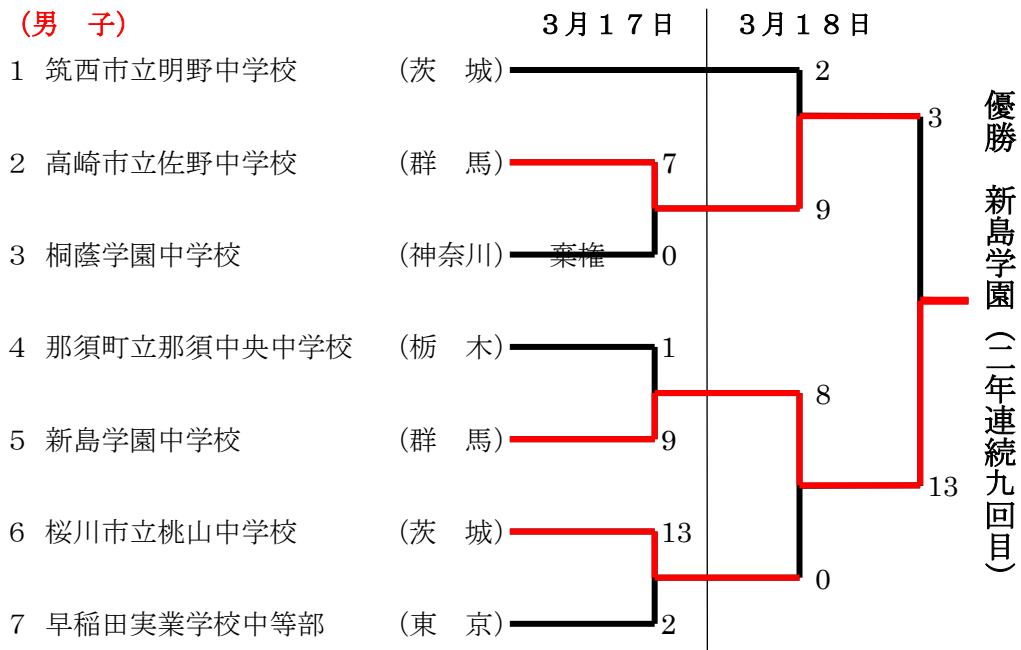 （男　子）　３月１７日　３月１８日
1 筑西市立明野中学校 （茨　城） 2
3
2 高崎市立佐野中学校 （群　馬） 7
9
3 桐蔭学園中学校 （神奈川） 棄権 0
4 那須町立那須中央中学校 （栃　木） 1
8
5 新島学園中学校 （群　馬） 9
13
6 桜川市立桃山中学校 （茨　城） 13
0
7 早稲田実業学校中等部 （東　京） 2
優勝　新島学園（二年連続九回目）